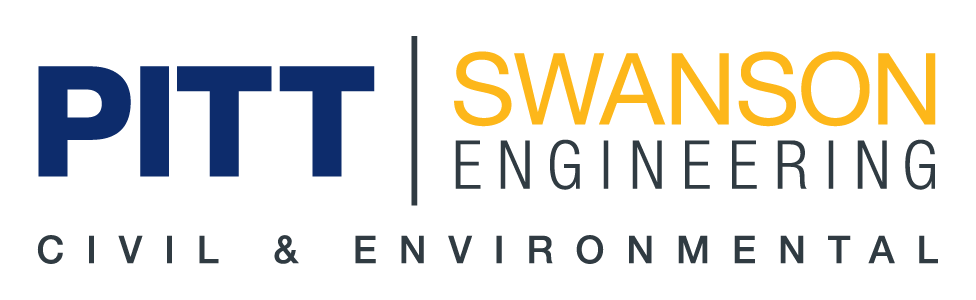 PITT
SWANSON
ENGINEERING
CIVIL & ENVIRONMENTAL